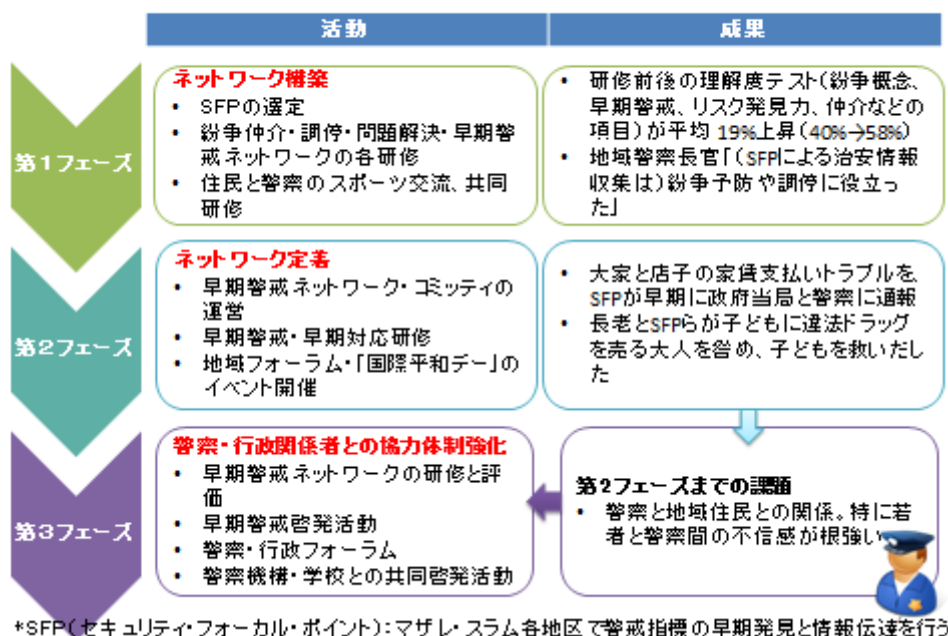 活動
成果
第1フェーズ
ネットワーク構築
• SFPの選定
• 紛争仲介・調停・問題解決・早期警
戒ネットワークの各研修
• 住民と警察のスポーツ交流、共同
研修
• 研修前後の理解度テスト(紛争概念、
早期警戒、リスク発見力、仲介などの
項目)が平均 19%上昇(40%→58%)
• 地域警察長官「(SFPによる治安情報
収集は)紛争予防や調停に役立っ
た」
第2フェーズ
ネットワーク定着
• 早期警戒ネットワーク・コミッティの
運営
• 早期警戒・早期対応研修
• 地域フォーラム・「国際平和デー」の
イベント開催
• 大家と店子の家賃支払いトラブルを、
SFPが早期に政府当局と警察に通報
• 長老とSFPらが子どもに違法ドラッグ
を売る大人を咎め、子どもを救いだし
た
第3フェーズ
警察・行政関係者との協力体制強化
• 早期警戒ネットワークの研修と評
価
• 早期警戒啓発活動
• 警察・行政フォーラム
• 警察機構・学校との共同啓発活動
第2フェーズまでの課題
• 警察と地域住民との関係。特に若
者と警察間の不信感が根強い
*SFP(セキュリティ・フォーカル・ポイント):マザレ・スラム各地区で警戒指標の早期発見と情報伝達を行う